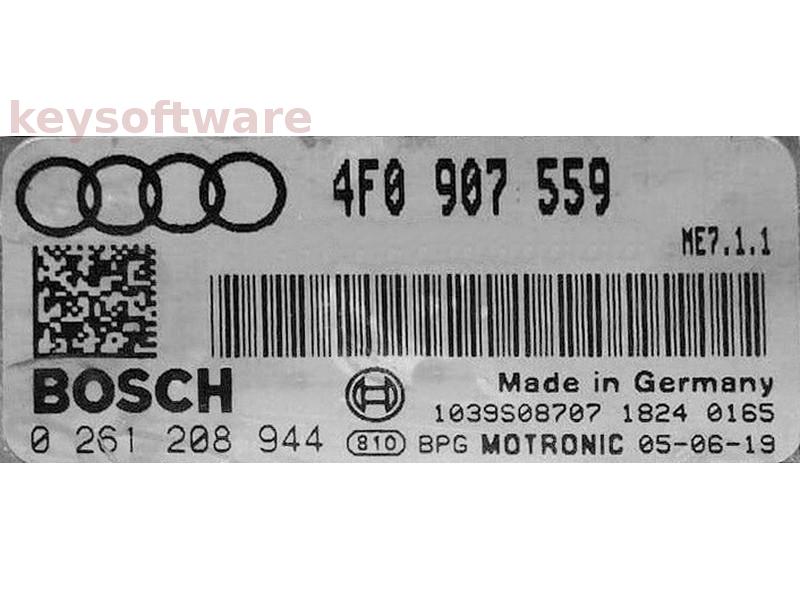 keysoftware
4F0 907 559
ME7.1.1
BOSCH
Made in Germany
1039S08707 1824 0165
0 261 208 944 810 BPG MOTRONIC 05-06-19